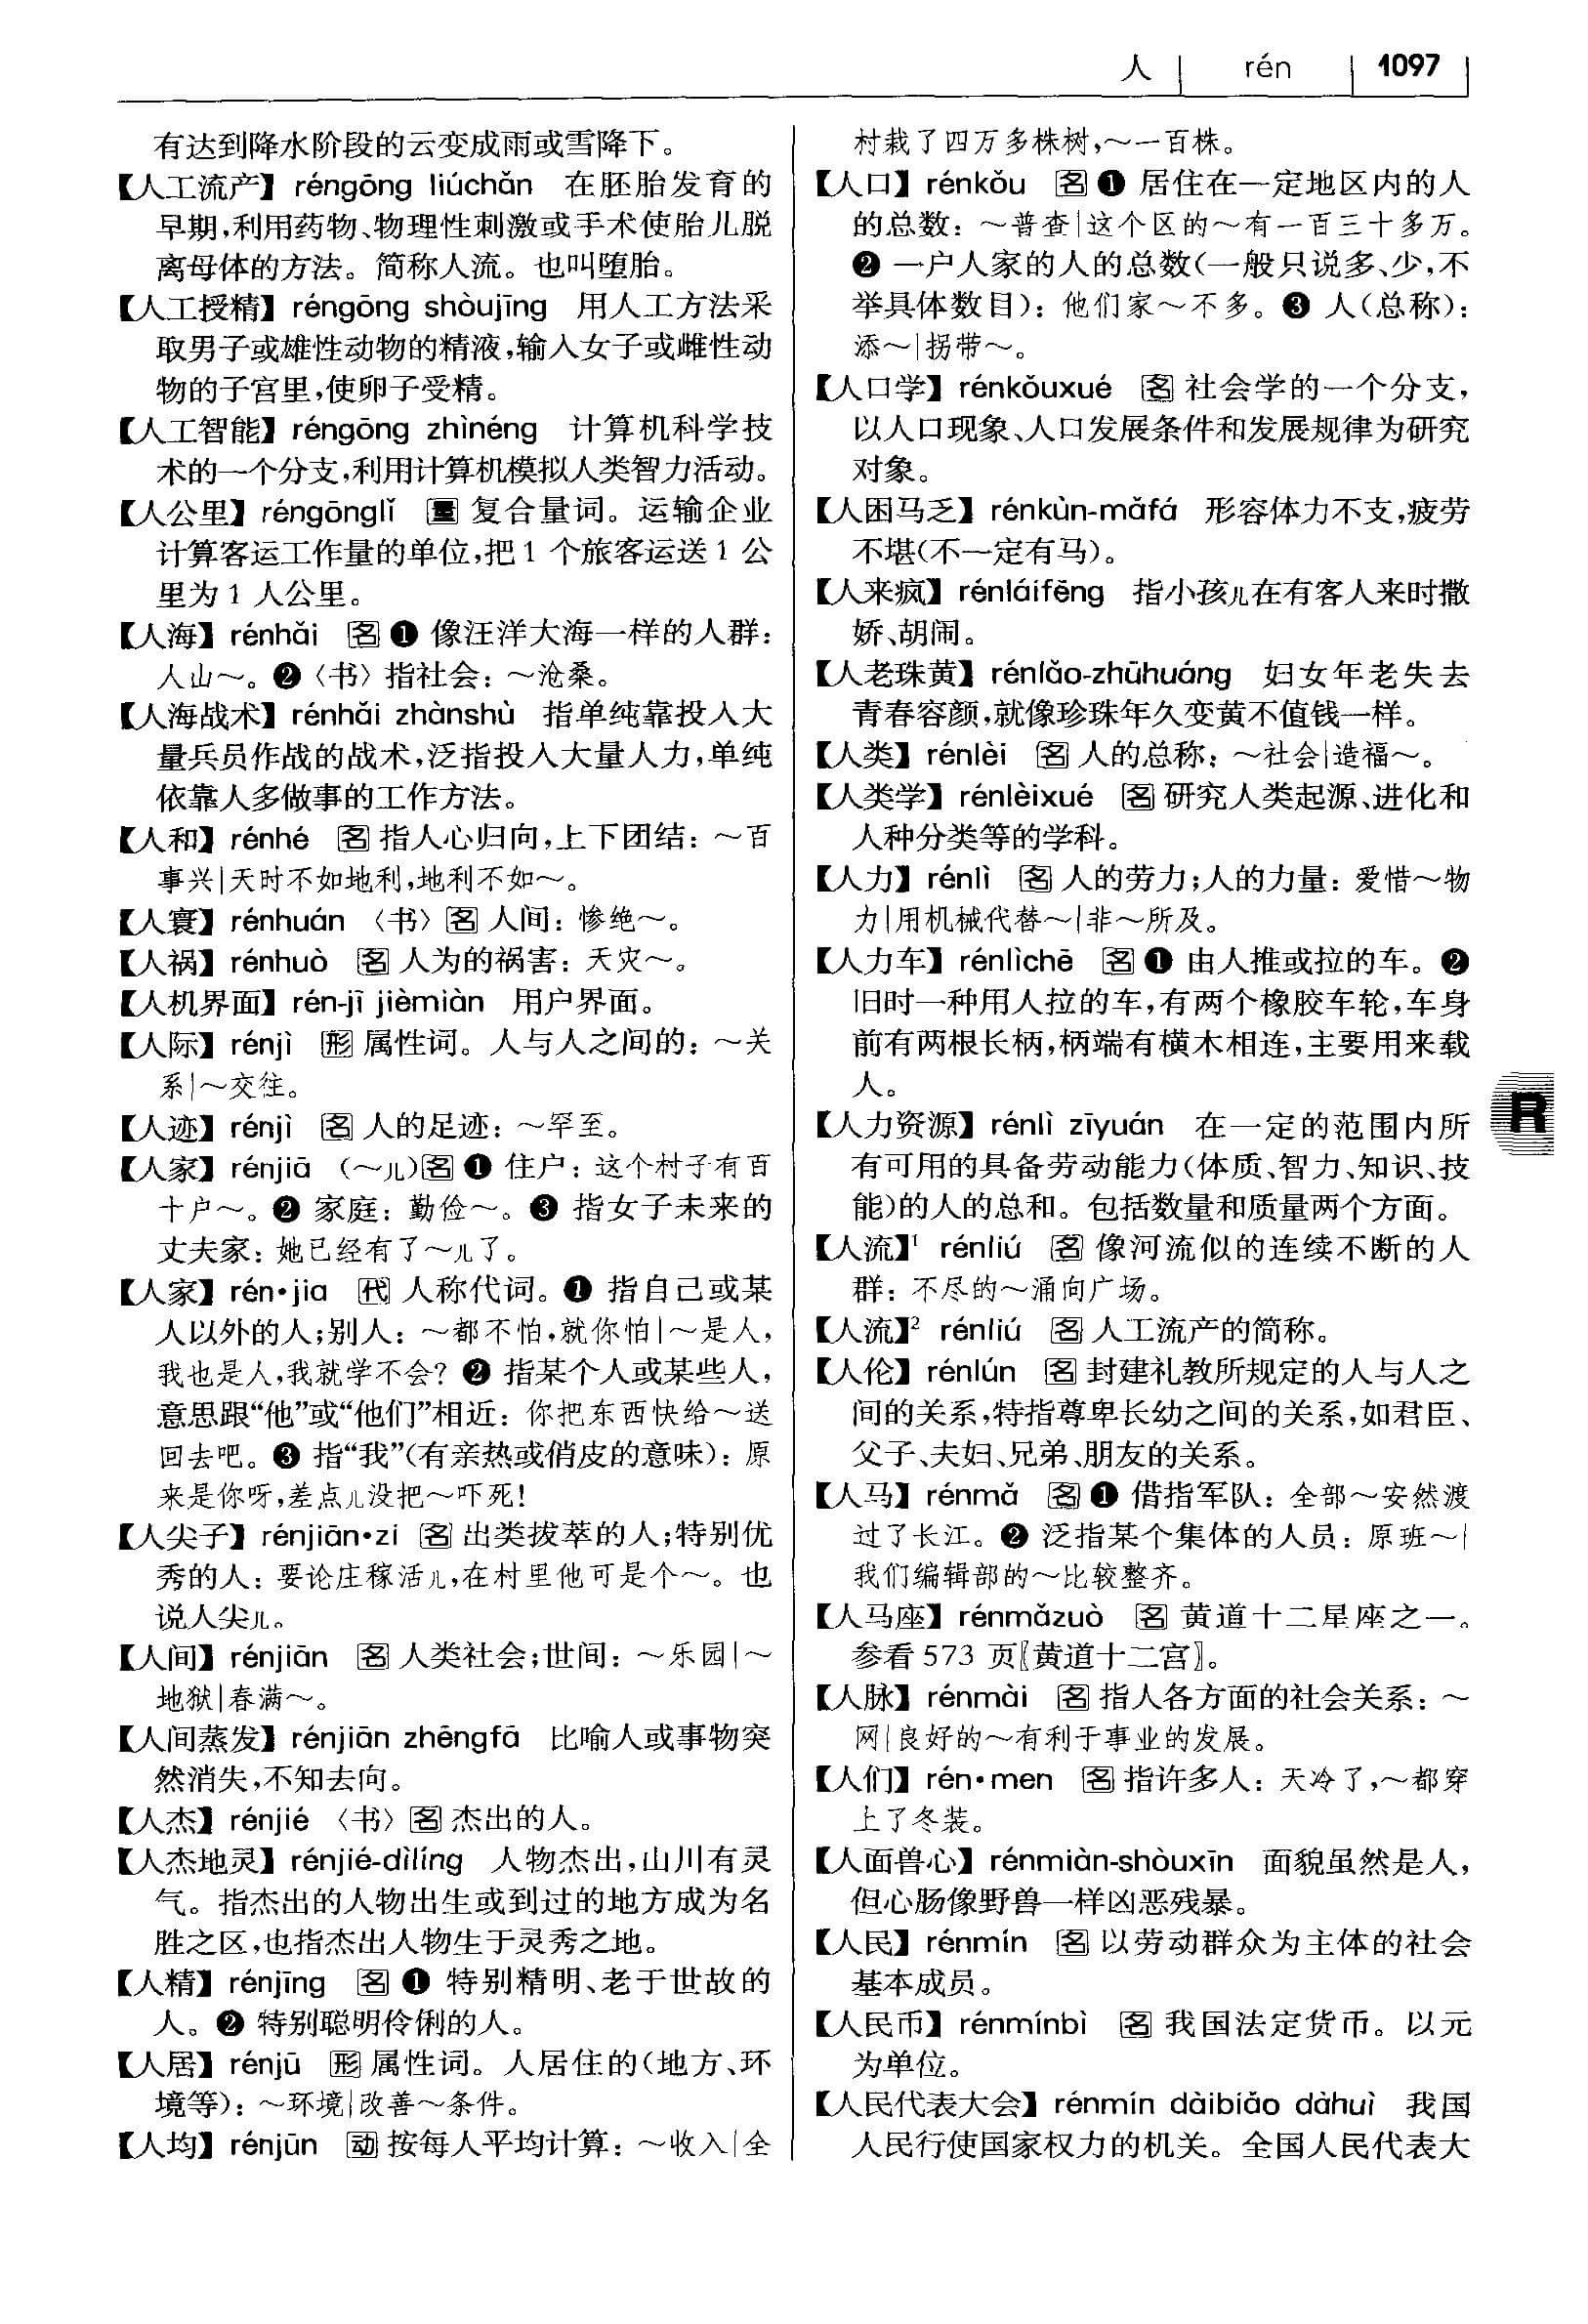 人 rén 1097
有达到降水阶段的云变成雨或雪降下。
【人工流产】 réngōng liúchǎn 在胚胎发育的
早期,利用药物、物理性刺激或手术使胎儿脱
离母体的方法。简称人流。也叫堕胎。
【人工授精】 réngōng shòujīng 用人工方法采
取男子或雄性动物的精液,输入女子或雌性动
物的子宫里,使卵子受精。
【人工智能】 réngōng zhìnéng 计算机科学技
术的一个分支,利用计算机模拟人类智力活动。
【人公里】 réngōnglǐ 量 复合量词。运输企业
计算客运工作量的单位,把1 个旅客运送 1 公
里为 1 人公里。
【人海】 rénhǎi 名 ❶ 像汪洋大海一样的人群:
人山~。❷〈书〉指社会: ~沧桑。
【人海战术】 rénhǎi zhànshù 指单纯靠投入大
量兵员作战的战术,泛指投入大量人力,单纯
依靠人多做事的工作方法。
【人和】 rénhé 名 指人心归向,上下团结: ~百
事兴|天时不如地利,地利不如~。
【人寰】 rénhuán 〈书〉名 人间: 惨绝~。
【人祸】 rénhuò 名 人为的祸害: 天灾~。
【人机界面】 rén-jī jièmiàn 用户界面。
【人际】 rénjì 形 属性词。人与人之间的: ~关
系|~交往。
【人迹】 rénjì 名 人的足迹: ~罕至。
【人家】 rénjiā (~儿)名 ❶ 住户: 这个村子有百
十户~。❷ 家庭: 勤俭~。❸ 指女子未来的
丈夫家: 她已经有了~儿了。
【人家】 rén•jia 代 人称代词。❶ 指自己或某
人以外的人;别人: ~都不怕,就你怕|~是人,
我也是人,我就学不会? ❷ 指某个人或某些人,
意思跟“他”或“他们”相近: 你把东西快给~送
回去吧。❸ 指“我”(有亲热或俏皮的意味): 原
来是你呀,差点儿没把~吓死!
【人尖子】 rénjiān•zi 名 出类拔萃的人;特别优
秀的人: 要论庄稼活儿,在村里他可是个~。也
说人尖儿。
【人间】 rénjiān 名 人类社会;世间: ~乐园|~
地狱|春满~。
【人间蒸发】 rénjiān zhēngfā 比喻人或事物突
然消失,不知去向。
【人杰】 rénjié 〈书〉名 杰出的人。
【人杰地灵】 rénjié-dìlíng 人物杰出,山川有灵
气。指杰出的人物出生或到过的地方成为名
胜之区,也指杰出人物生于灵秀之地。
【人精】 rénjīng 名 ❶ 特别精明、老于世故的
人。❷ 特别聪明伶俐的人。
【人居】 rénjū 形 属性词。人居住的(地方、环
境等): ~环境|改善~条件。
【人均】 rénjūn 动 按每人平均计算: ~收入|全
村栽了四万多株树,~一百株。
【人口】 rénkǒu 名 ❶ 居住在一定地区内的人
的总数: ~普查|这个区的~有一百三十多万。
❷ 一户人家的人的总数(一般只说多、少,不
举具体数目): 他们家~不多。❸ 人(总称):
添~|拐带~。
【人口学】 rénkǒuxué 名 社会学的一个分支,
以人口现象、人口发展条件和发展规律为研究
对象。
【人困马乏】 rénkùn-mǎfá 形容体力不支,疲劳
不堪(不一定有马)。
【人来疯】 rénláifēng 指小孩儿在有客人来时撒
娇、胡闹。
【人老珠黄】 rénlǎo-zhūhuáng 妇女年老失去
青春容颜,就像珍珠年久变黄不值钱一样。
【人类】 rénlèi 名 人的总称: ~社会|造福~。
【人类学】 rénlèixué 名 研究人类起源、进化和
人种分类等的学科。
【人力】 rénlì 名 人的劳力;人的力量: 爱惜~物
力|用机械代替~|非~所及。
【人力车】 rénlìchē 名 ❶ 由人推或拉的车。❷
旧时一种用人拉的车,有两个橡胶车轮,车身
前有两根长柄,柄端有横木相连,主要用来载
人。
【人力资源】 rénlì zīyuán 在一定的范围内所
有可用的具备劳动能力(体质、智力、知识、技
能)的人的总和。包括数量和质量两个方面。
【人流】¹ rénliú 名 像河流似的连续不断的人
群: 不尽的~涌向广场。
【人流】² rénliú 名 人工流产的简称。
【人伦】 rénlún 名 封建礼教所规定的人与人之
间的关系,特指尊卑长幼之间的关系,如君臣、
父子、夫妇、兄弟、朋友的关系。
【人马】 rénmǎ 名 ❶ 借指军队: 全部~安然渡
过了长江。❷ 泛指某个集体的人员: 原班~|
我们编辑部的~比较整齐。
【人马座】 rénmǎzuò 名 黄道十二星座之一。
参看 573 页〖黄道十二宫〗。
【人脉】 rénmài 名 指人各方面的社会关系: ~
网|良好的~有利于事业的发展。
【人们】 rén•men 名 指许多人: 天冷了,~都穿
上了冬装。
【人面兽心】 rénmiàn-shòuxīn 面貌虽然是人,
但心肠像野兽一样凶恶残暴。
【人民】 rénmín 名 以劳动群众为主体的社会
基本成员。
【人民币】 rénmínbì 名 我国法定货币。以元
为单位。
【人民代表大会】 rénmín dàibiǎo dàhuì 我国
人民行使国家权力的机关。全国人民代表大
R